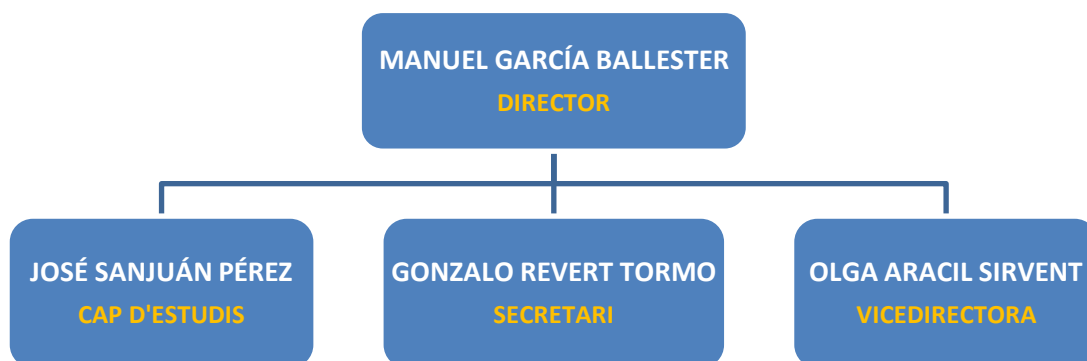 MANUEL GARCÍA BALLESTER
DIRECTOR
JOSÉ SANJUÁN PÉREZ
CAP D'ESTUDIS
GONZALO REVERT TORMO
SECRETARI
OLGA ARACIL SIRVENT
VICEDIRECTORA